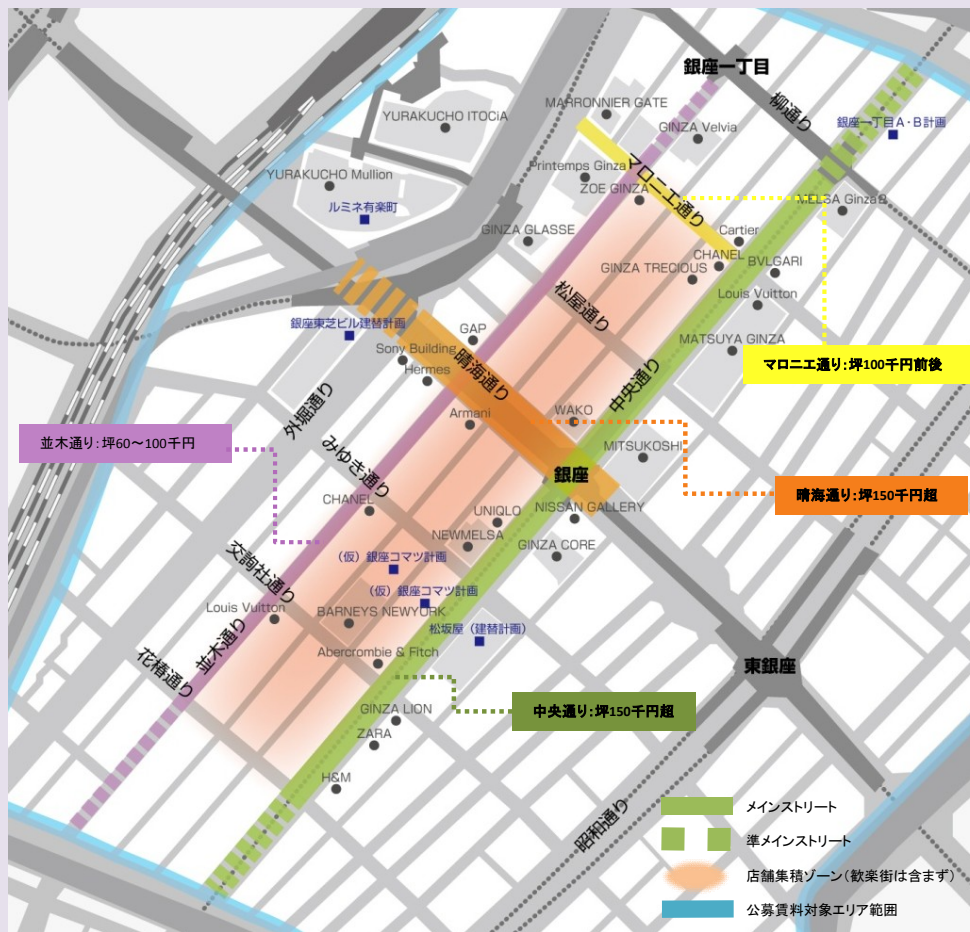 銀座一丁目
MARRONNIER GATE
柳通り
YURAKUCHO ITOCiA
GINZA Velvia
銀座一丁目A・B計画
Printemps Ginza
マロニエ通り
YURAKUCHO Mullion
ZOE GINZA
MELSA Ginza2
ルミネ有楽町
GINZA GLASSE
Cartier
CHANEL
BVLGARI
GINZA TRECIOUS
松屋通り
Louis Vuitton
銀座東芝ビル建替計画
GAP
MATSUYA GINZA
Sony Building
晴海通り
マロニエ通り:坪100千円前後
Hermes
中央通り
外堀通り
Armani
WAKO
並木通り:坪60～100千円
みゆき通り
MITSUKOSHI
銀座
晴海通り:坪150千円超
CHANEL
NISSAN GALLERY
UNIQLO
NEWMELSA
GINZA CORE
交詢社通り
(仮)銀座コマツ計画
(仮)銀座コマツ計画
Louis Vuitton
BARNEYS NEWYORK
松坂屋(建替計画)
並木通り
花椿通り
Abercrombie & Fitch
東銀座
GINZA LION
中央通り:坪150千円超
ZARA
H&M
昭和通り
メインストリート
準メインストリート
店舗集積ゾーン(歓楽街は含まず)
公募賃料対象エリア範囲